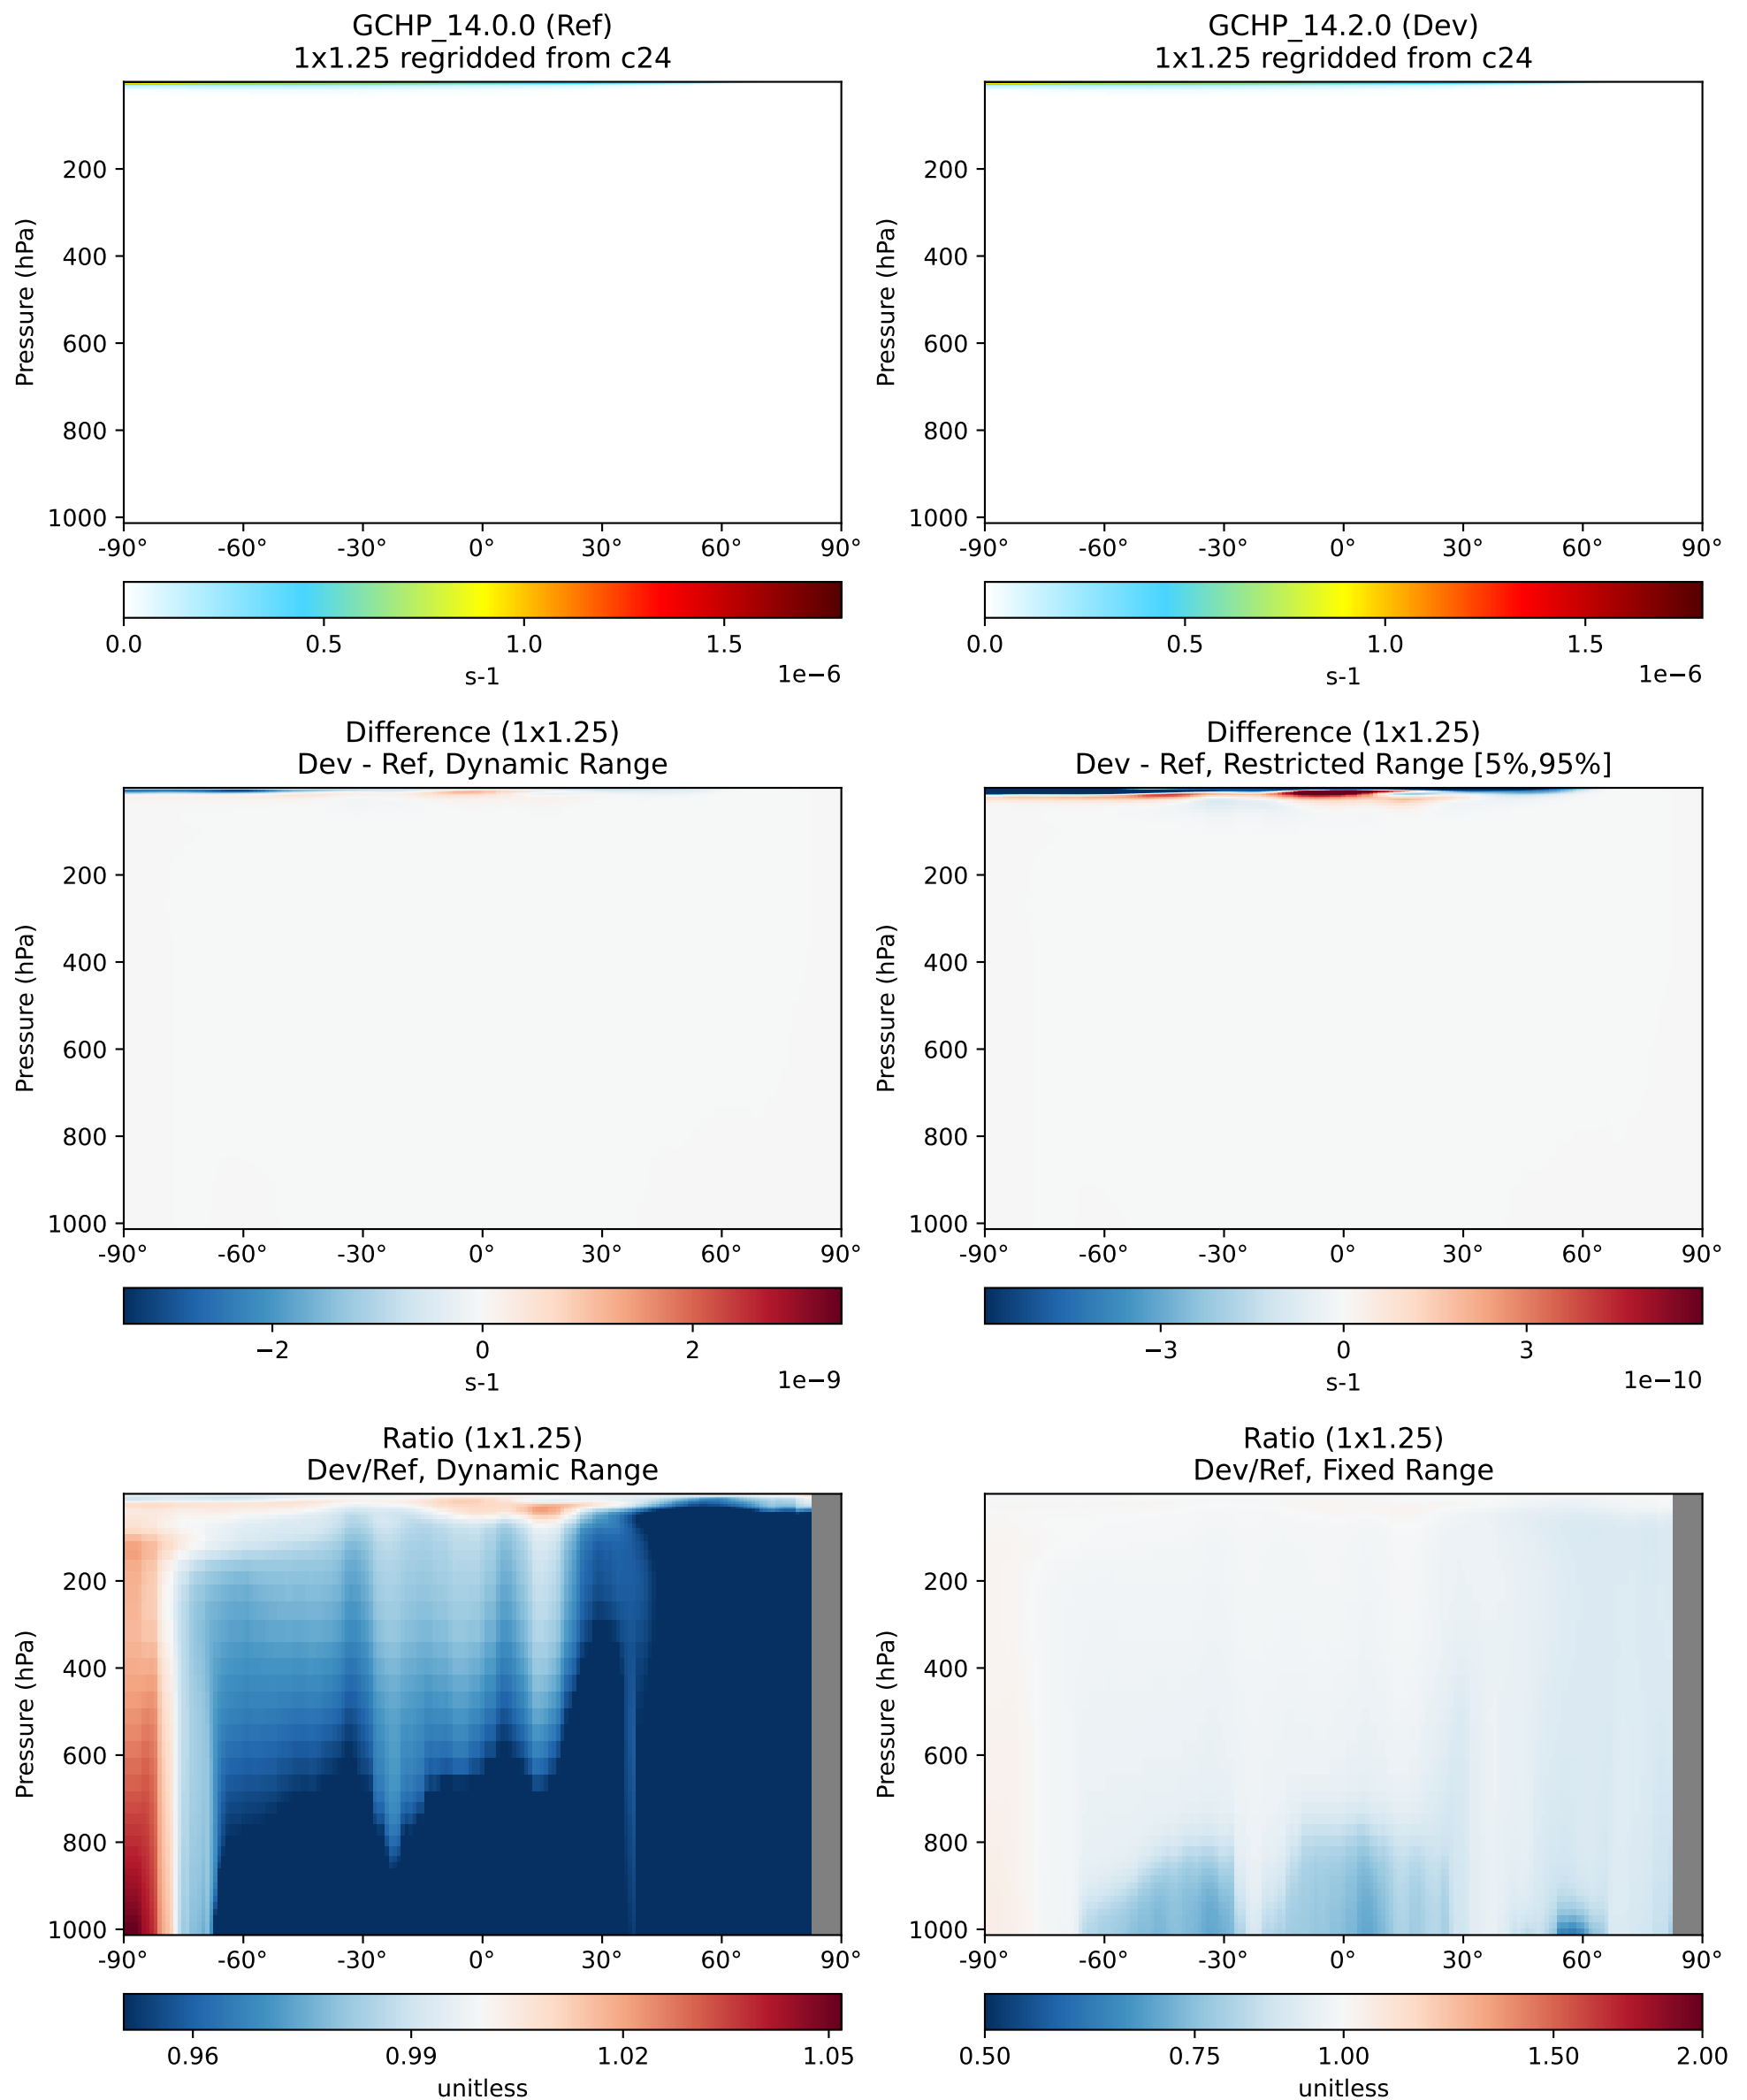 GCHP_14.0.0 (Ref)
1x1.25 regridded from c24
Pressure (hPa)
200
400
600
800
1000
-90° -60° -30° 0° 30° 60° 90°
0.0 0.5 1.0 1.5
s-1
1e−6
GCHP_14.2.0 (Dev)
1x1.25 regridded from c24
Pressure (hPa)
200
400
600
800
1000
-90° -60° -30° 0° 30° 60° 90°
0.0 0.5 1.0 1.5
s-1
1e−6
Difference (1x1.25)
Dev - Ref, Dynamic Range
Pressure (hPa)
200
400
600
800
1000
-90° -60° -30° 0° 30° 60° 90°
−2 0 2
s-1
1e−9
Difference (1x1.25)
Dev - Ref, Restricted Range [5%,95%]
Pressure (hPa)
200
400
600
800
1000
-90° -60° -30° 0° 30° 60° 90°
−3 0 3
s-1
1e−10
Ratio (1x1.25)
Dev/Ref, Dynamic Range
Pressure (hPa)
200
400
600
800
1000
-90° -60° -30° 0° 30° 60° 90°
0.96 0.99 1.02 1.05
unitless
Ratio (1x1.25)
Dev/Ref, Fixed Range
Pressure (hPa)
200
400
600
800
1000
-90° -60° -30° 0° 30° 60° 90°
0.50 0.75 1.00 1.50 2.00
unitless